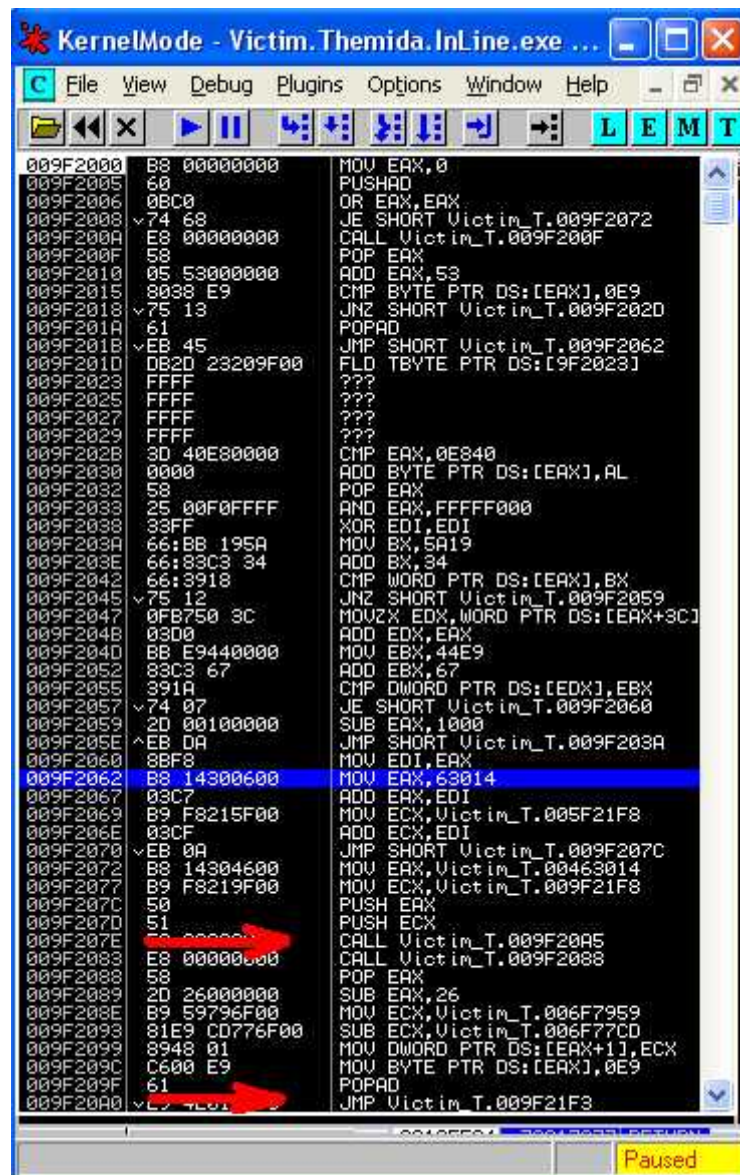 KernelMode - Victim.Themida.InLine.exe ...
C File View Debug Plugins Options Window Help
L E M T
009F2000 B8 00000000 MOV EAX,0
009F2005 60 PUSHAD
009F2006 0BC0 OR EAX,EAX
009F2008 74 68 JE SHORT Victim_T.009F2072
009F200A E8 00000000 CALL Victim_T.009F200F
009F200F 58 POP EAX
009F2010 05 53000000 ADD EAX,53
009F2015 8038 E9 CMP BYTE PTR DS:[EAX],0E9
009F2018 75 13 JNZ SHORT Victim_T.009F202D
009F201A 61 POPAD
009F201B EB 45 JMP SHORT Victim_T.009F2062
009F201D DB2D 23209F00 FLD TBYTE PTR DS:[9F2023]
009F2023 FFFF ???
009F2025 FFFF ???
009F2027 FFFF ???
009F2029 FFFF ???
009F202B 3D 40E80000 CMP EAX,0E840
009F2030 0000 ADD BYTE PTR DS:[EAX],AL
009F2032 58 POP EAX
009F2033 25 00F0FFFF AND EAX,FFFFF000
009F2038 33FF XOR EDI,EDI
009F203A 66:BB 195A MOV BX,5A19
009F203E 66:83C3 34 ADD BX,34
009F2042 66:3918 CMP WORD PTR DS:[EAX],BX
009F2045 75 12 JNZ SHORT Victim_T.009F2059
009F2047 0FB750 3C MOVZX EDX,WORD PTR DS:[EAX+3C]
009F204B 03D0 ADD EDX,EAX
009F204D BB E9440000 MOV EBX,44E9
009F2052 83C3 67 ADD EBX,67
009F2055 391A CMP DWORD PTR DS:[EDX],EBX
009F2057 74 07 JE SHORT Victim_T.009F2060
009F2059 2D 00100000 SUB EAX,1000
009F205E EB DA JMP SHORT Victim_T.009F203A
009F2060 8BF8 MOV EDI,EAX
009F2062 B8 14300600 MOV EAX,63014
009F2067 03C7 ADD EAX,EDI
009F2069 B9 F8215F00 MOV ECX,Victim_T.005F21F8
009F206E 03CF ADD ECX,EDI
009F2070 EB 0A JMP SHORT Victim_T.009F207C
009F2072 B8 14304600 MOV EAX,Victim_T.00463014
009F2077 B9 F8219F00 MOV ECX,Victim_T.009F21F8
009F207C 50 PUSH EAX
009F207D 51 PUSH ECX
009F207E CALL Victim_T.009F20A5
009F2083 E8 00000000 CALL Victim_T.009F2088
009F2088 58 POP EAX
009F2089 2D 26000000 SUB EAX,26
009F208E B9 59796F00 MOV ECX,Victim_T.006F7959
009F2093 81E9 CD776F00 SUB ECX,Victim_T.006F77CD
009F2099 8948 01 MOV DWORD PTR DS:[EAX+1],ECX
009F209C C600 E9 MOV BYTE PTR DS:[EAX],0E9
009F209F 61 POPAD
009F20A0 JMP Victim_T.009F21F3
Paused